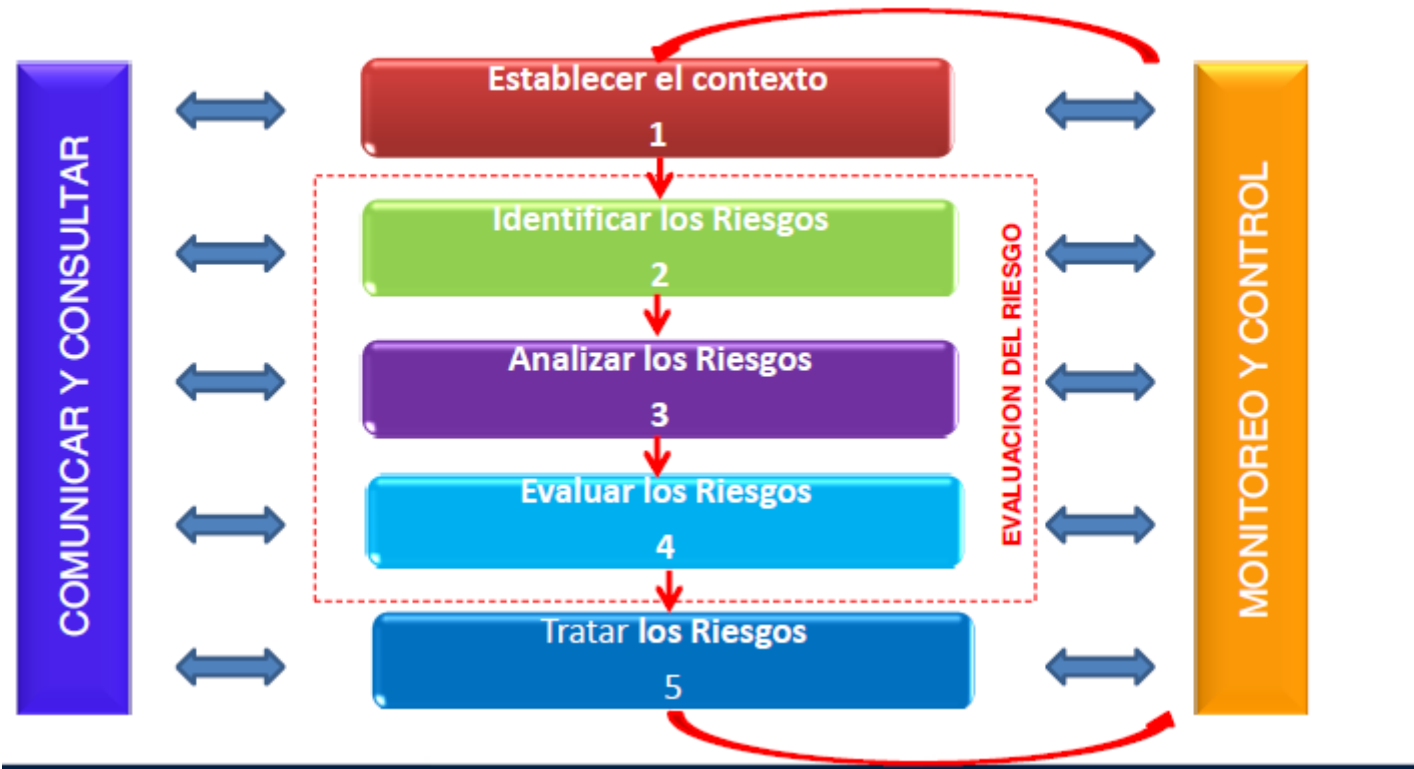 COMUNICAR Y CONSULTAR
Establecer el contexto
1
Identificar los Riesgos
2
Analizar los Riesgos
3
Evaluar los Riesgos
4
Tratar los Riesgos
5
EVALUACION DEL RIESGO
MONITOREO Y CONTROL